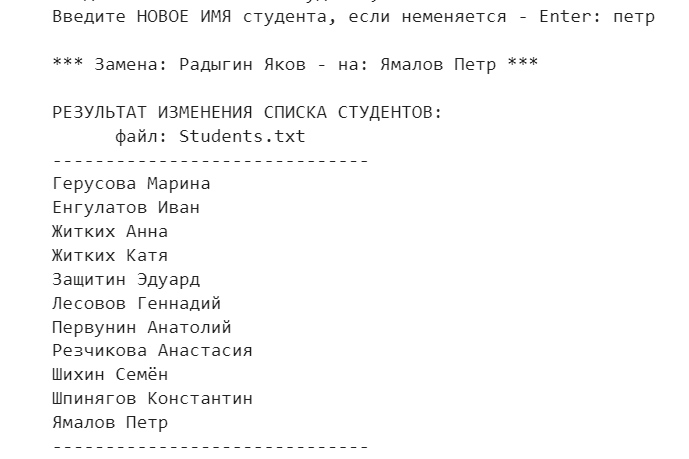 Введите НОВОЕ ИМЯ студента, если неменяется - Enter: петр
*** Замена: Радыгин Яков - на: Ямалов Петр ***
РЕЗУЛЬТАТ ИЗМЕНЕНИЯ СПИСКА СТУДЕНТОВ:
файл: Students.txt
------------------------------
Герусова Марина
Енгулатов Иван
Житких Анна
Житких Катя
Защитин Эдуард
Лесовов Геннадий
Первунин Анатолий
Резчикова Анастасия
Шихин Семён
Шпинягов Константин
Ямалов Петр
------------------------------